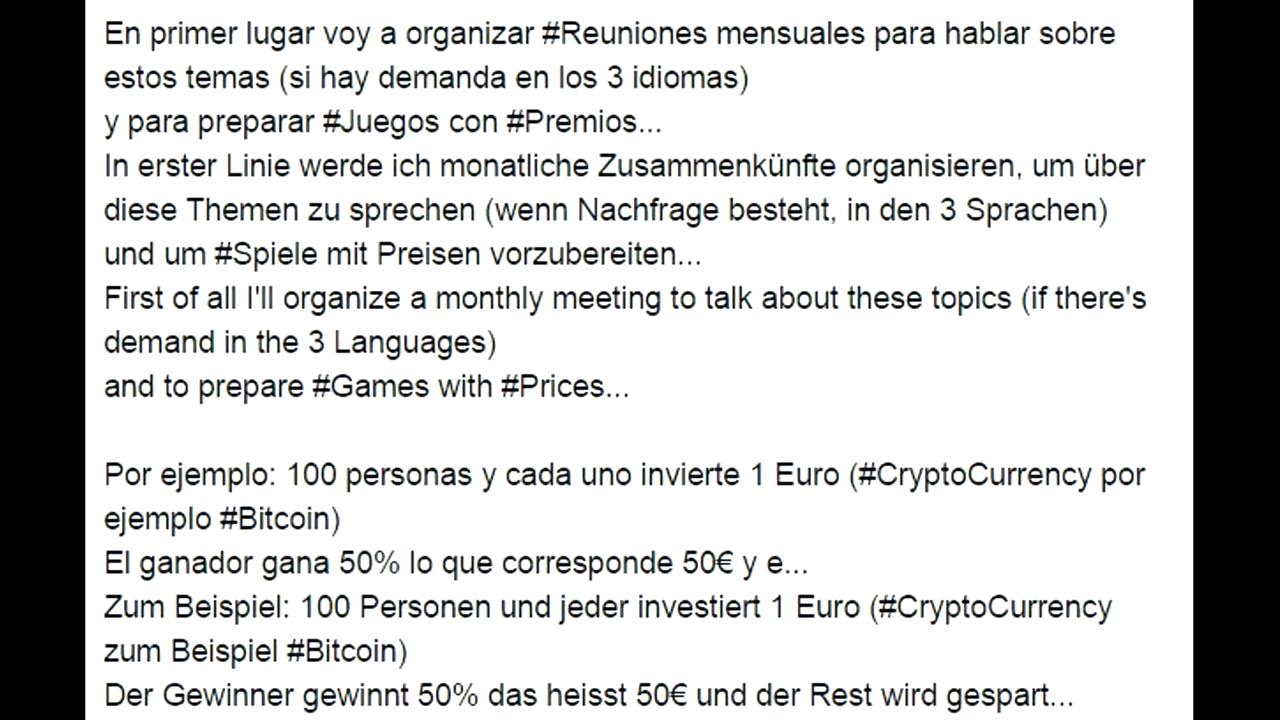 En primer lugar voy a organizar #Reuniones mensuales para hablar sobre
estos temas (si hay demanda en los 3 idiomas)
y para preparar #Juegos con #Premios...
In erster Linie werde ich monatliche Zusammenkünfte organisieren, um über
diese Themen zu sprechen (wenn Nachfrage besteht, in den 3 Sprachen)
und um #Spiele mit Preisen vorzubereiten...
First of all I'll organize a monthly meeting to talk about these topics (if there's
demand in the 3 Languages)
and to prepare #Games with #Prices...
Por ejemplo: 100 personas y cada uno invierte 1 Euro (#CryptoCurrency por
ejemplo #Bitcoin)
El ganador gana 50% lo que corresponde 50€ y e...
Zum Beispiel: 100 Personen und jeder investiert 1 Euro (#CryptoCurrency
zum Beispiel #Bitcoin)
Der Gewinner gewinnt 50% das heisst 50€ und der Rest wird gespart...